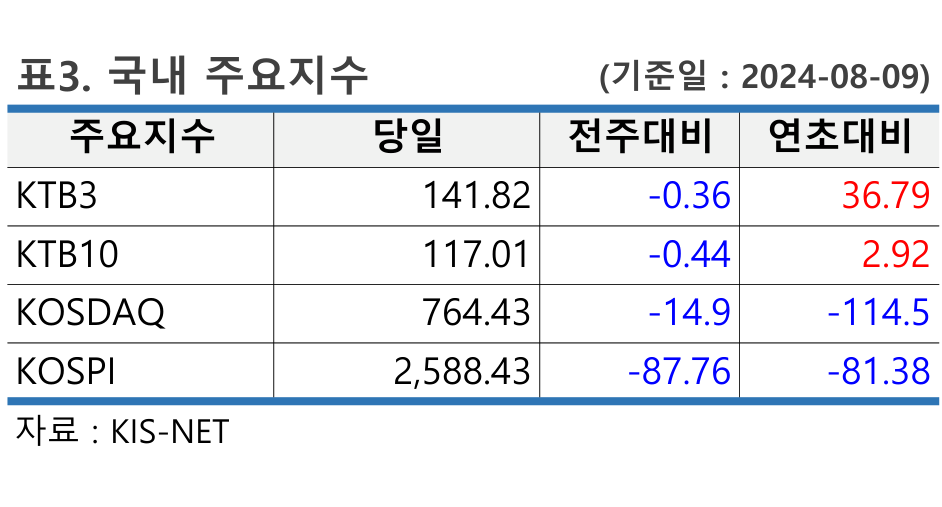 표3. 국내 주요지수 (기준일 : 2024-08-09)
주요지수 당일 전주대비 연초대비
KTB3 141.82 -0.36 36.79
KTB10 117.01 -0.44 2.92
KOSDAQ 764.43 -14.9 -114.5
KOSPI 2,588.43 -87.76 -81.38
자료 : KIS-NET